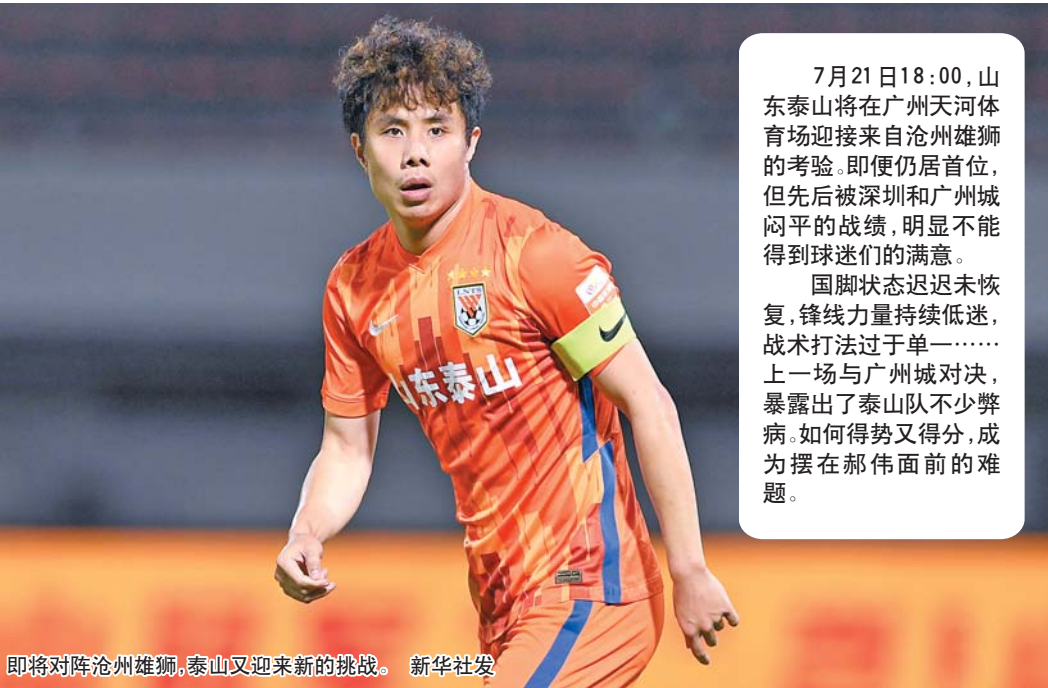 7月21日18:00,山
东泰山将在广州天河体
育场迎接来自沧州雄狮
的考验。即便仍居首位,
但先后被深圳和广州城
闷平的战绩,明显不能
得到球迷们的满意。
国脚状态迟迟未恢
复,锋线力量持续低迷,
战术打法过于单一……
上一场与广州城对决,
暴露出了泰山队不少弊
病。如何得势又得分,成
为摆在郝伟面前的难
题。
LNTS
山东泰山
即将对阵沧州雄狮,泰山又迎来新的挑战。 新华社发